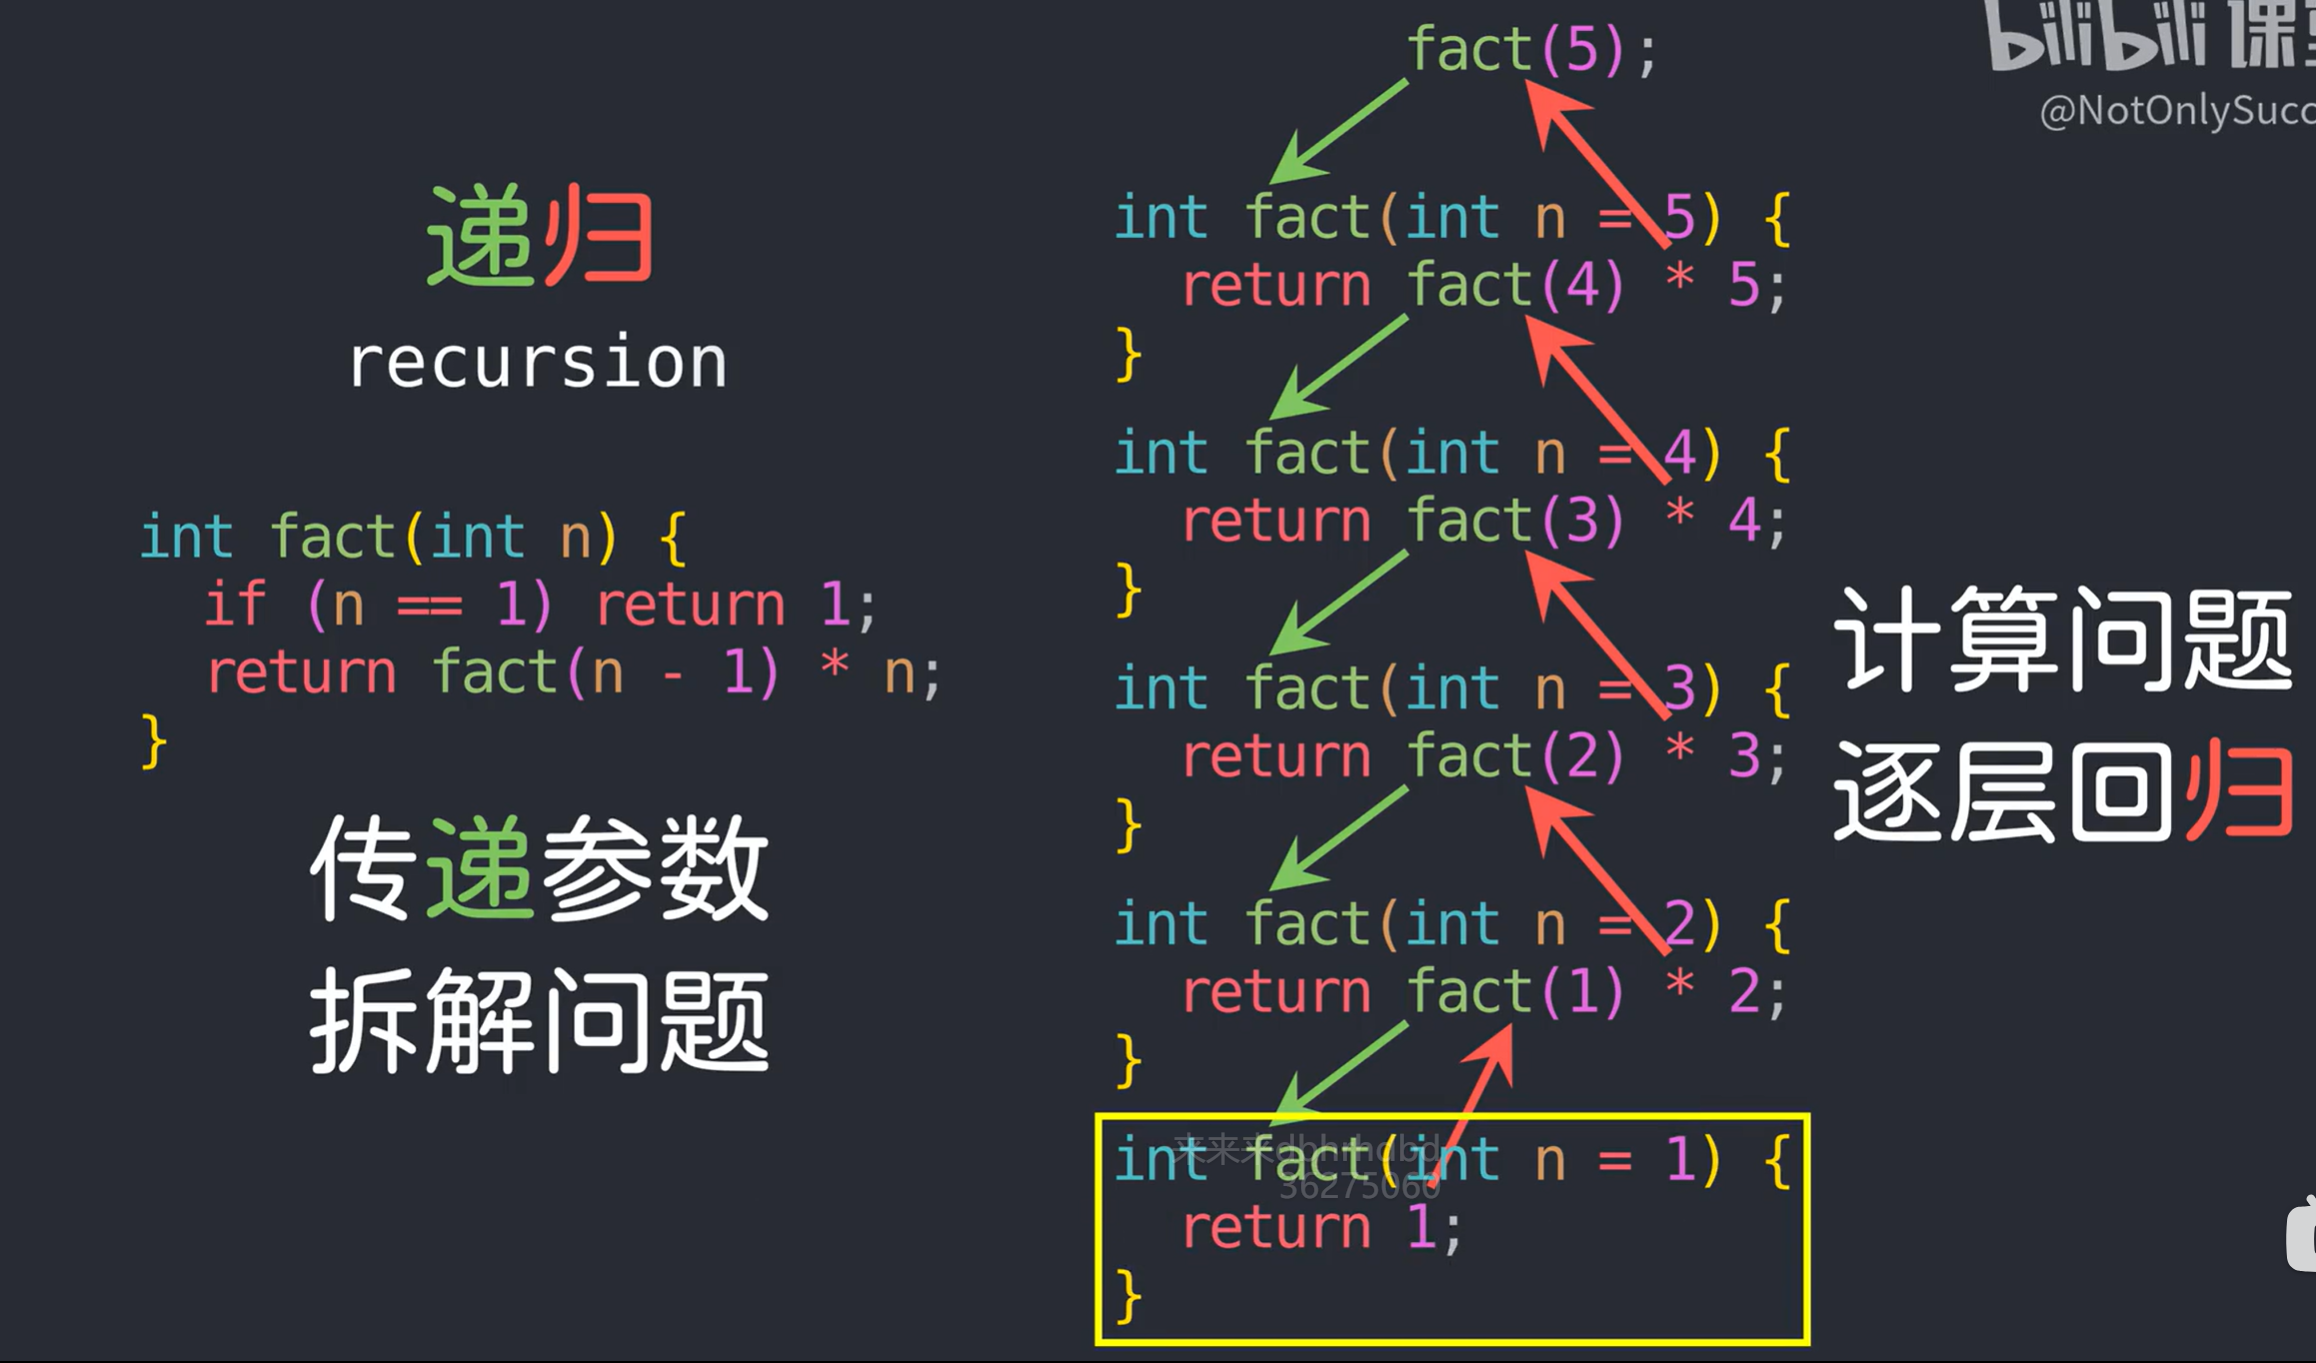 递归
recursion
int fact(int n) {
if (n == 1) return 1;
return fact(n - 1) * n;
}
传递参数
拆解问题
fact(5);
int fact(int n = 5) {
return fact(4) * 5;
}
int fact(int n = 4) {
return fact(3) * 4;
}
int fact(int n = 3) {
return fact(2) * 3;
}
int fact(int n = 2) {
return fact(1) * 2;
}
int fact(int n = 1) {
return 1;
}
计算问题
逐层回归
bilibili 课
@NotOnlySucc
36275060